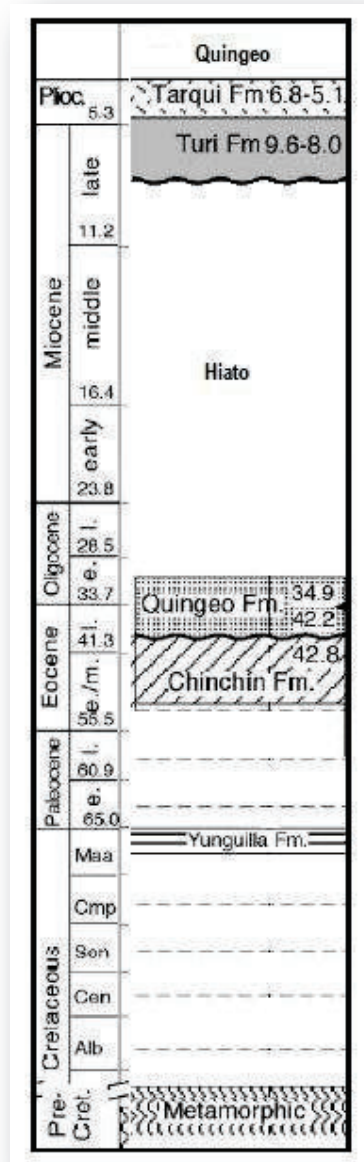 Quingeo
Plioc. 5.3
Tarqui Fm 6.8-5.1
Turi Fm 9.6-8.0
Miocene
late
11.2
middle
16.4
Hiato
early
23.8
Oligocene
l.
28.5
e.
33.7
Quingeo Fm.
34.9
42.2
Eocene
l.
41.3
e./m.
55.5
42.8
Chinchín Fm.
Paleocene
l.
60.9
e.
65.0
Yunguilla Fm.
Cretaceous
Maa
Cmp
Sen
Cen
Alb
Pre-
Cret.
Metamorphic